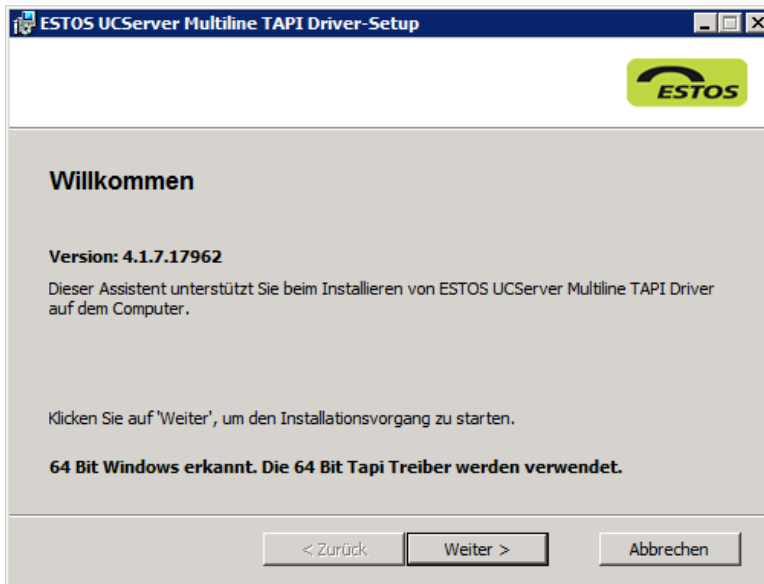 ESTOS UCServer Multiline TAPI Driver-Setup
ESTOS
Willkommen
Version: 4.1.7.17962
Dieser Assistent unterstützt Sie beim Installieren von ESTOS UCServer Multiline TAPI Driver
auf dem Computer.
Klicken Sie auf 'Weiter', um den Installationsvorgang zu starten.
64 Bit Windows erkannt. Die 64 Bit Tapi Treiber werden verwendet.
< Zurück Weiter > Abbrechen